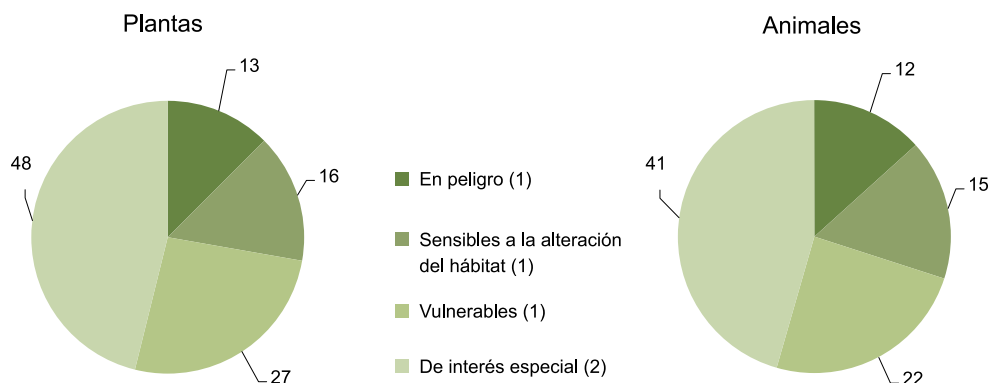 Plantas
13
16
27
48
En peligro (1)
Sensibles a la alteración
del hábitat (1)
Vulnerables (1)
De interés especial (2)
Animales
12
15
22
41